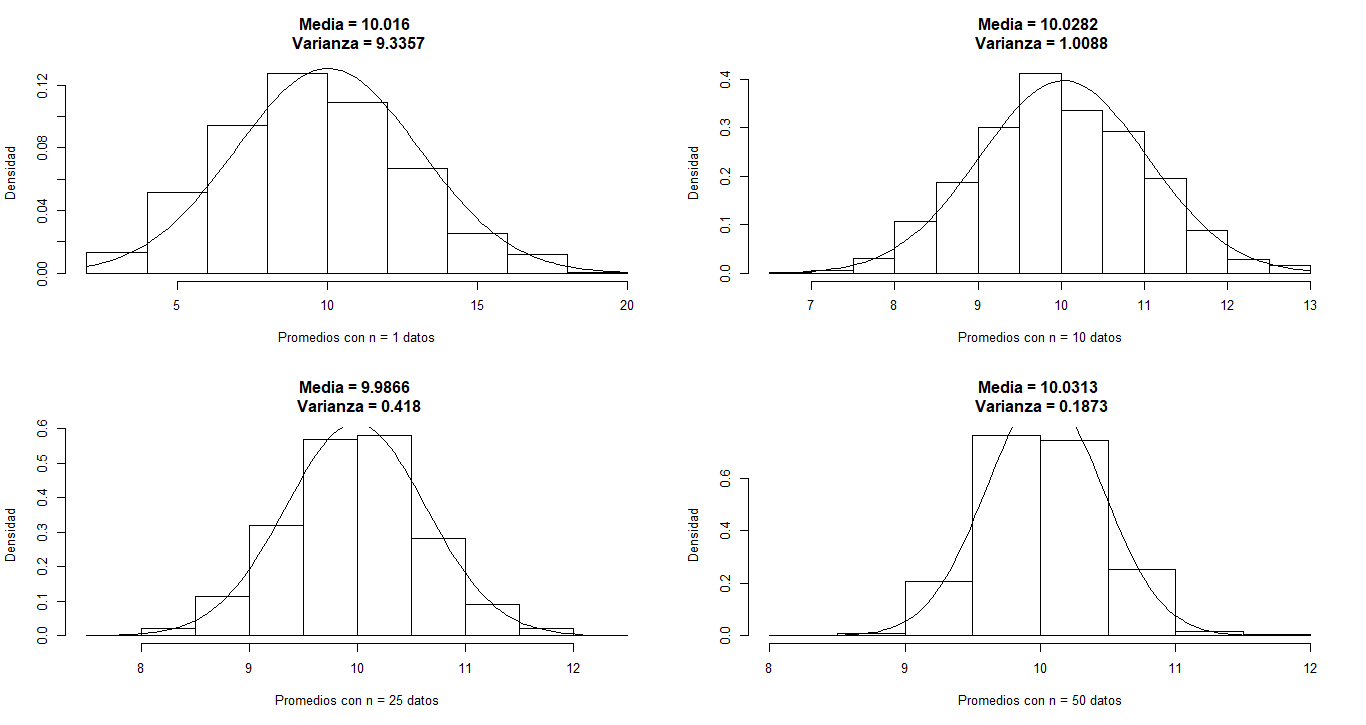 Media = 10.016
Varianza = 9.3357
Densidad
0.00 0.04 0.08 0.12
5 10 15 20
Promedios con n = 1 datos
Media = 10.0282
Varianza = 1.0088
Densidad
0.0 0.1 0.2 0.3 0.4
7 8 9 10 11 12 13
Promedios con n = 10 datos
Media = 9.9866
Varianza = 0.418
Densidad
0.0 0.1 0.2 0.3 0.4 0.5 0.6
8 9 10 11 12
Promedios con n = 25 datos
Media = 10.0313
Varianza = 0.1873
Densidad
0.0 0.2 0.4 0.6
8 9 10 11 12
Promedios con n = 50 datos